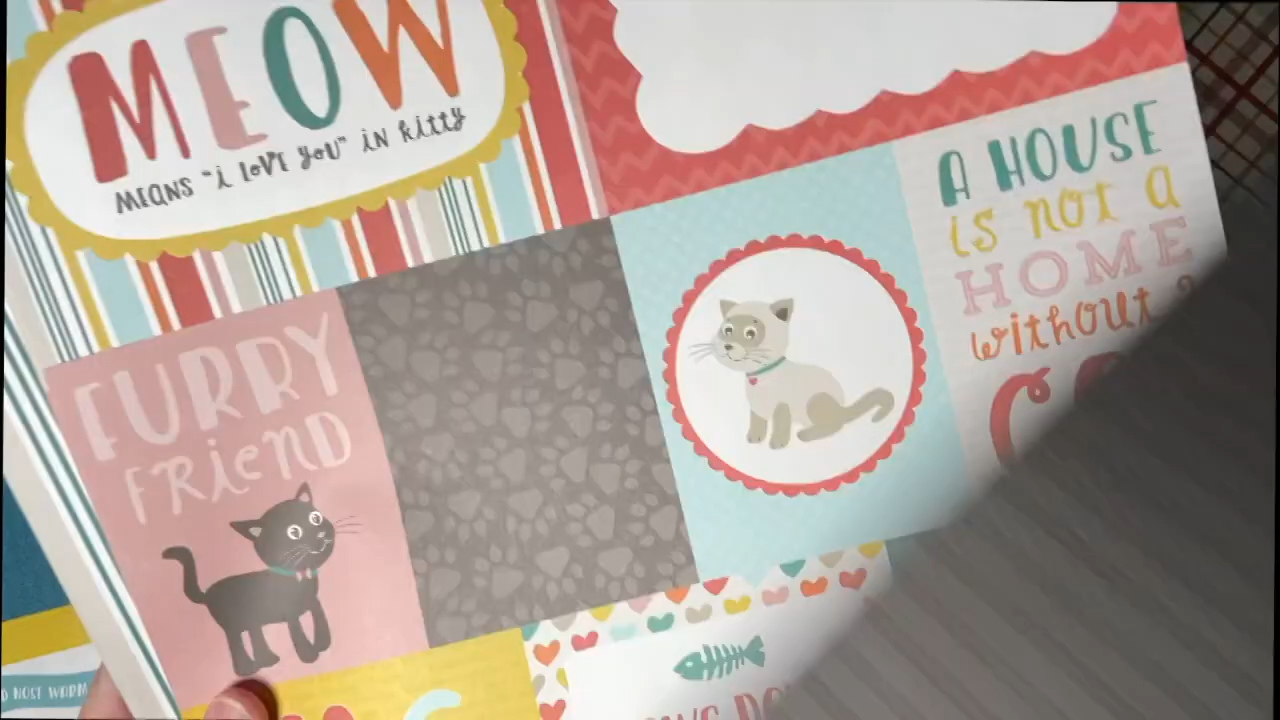 MEOW
MEANS "i LOVE YOU" iN kitty
A HOUSE
is not a
HOME
without a
FURRY
FRieND